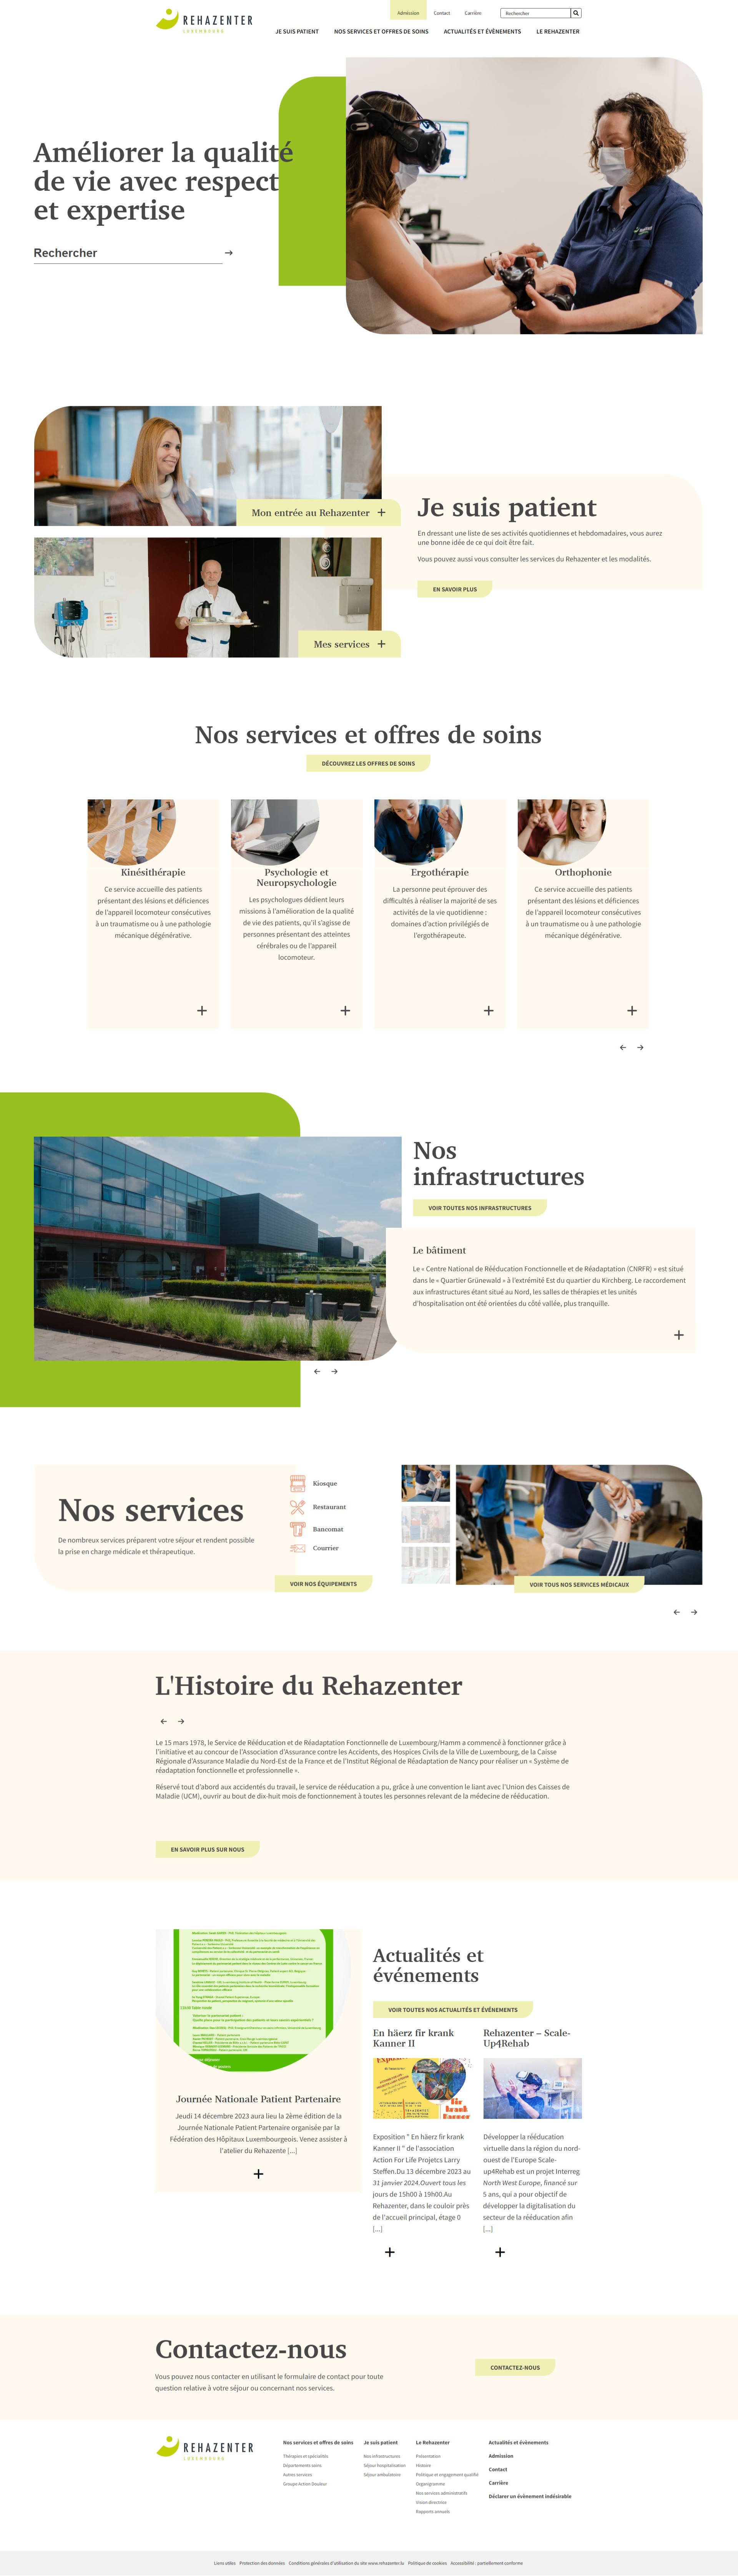 REHAZENTER
LUXEMBOURG
Admission
Contact
Carrière
Rechercher
JE SUIS PATIENT
NOS SERVICES ET OFFRES DE SOINS
ACTUALITÉS ET ÉVÈNEMENTS
LE REHAZENTER
Améliorer la qualité
de vie avec respect
et expertise
Rechercher
Mon entrée au Rehazenter
Mes services
Je suis patient
En dressant une liste de ses activités quotidiennes et hebdomadaires, vous aurez
une bonne idée de ce qui doit être fait.
Vous pouvez aussi vous consulter les services du Rehazenter et les modalités.
EN SAVOIR PLUS
Nos services et offres de soins
DÉCOUVREZ LES OFFRES DE SOINS
Kinésithérapie
Ce service accueille des patients
présentant des lésions et déficiences
de l'appareil locomoteur consécutives
à un traumatisme ou à une pathologie
mécanique dégénérative.
Psychologie et
Neuropsychologie
Les psychologues dédient leurs
missions à l'amélioration de la qualité
de vie des patients, qu'il s'agisse de
personnes présentant des atteintes
cérébrales ou de l'appareil
locomoteur.
Ergothérapie
La personne peut éprouver des
difficultés à réaliser la majorité de ses
activités de la vie quotidienne :
domaines d'action privilégiés de
l'ergothérapeute.
Orthophonie
Ce service accueille des patients
présentant des lésions et déficiences
de l'appareil locomoteur consécutives
à un traumatisme ou à une pathologie
mécanique dégénérative.
Nos
infrastructures
VOIR TOUTES NOS INFRASTRUCTURES
Le bâtiment
Le « Centre National de Rééducation Fonctionnelle et de Réadaptation (CNRFR) » est situé
dans le « Quartier Grünewald » à l'extrémité Est du quartier du Kirchberg. Le raccordement
aux infrastructures étant situé au Nord, les salles de thérapies et les unités
d'hospitalisation ont été orientées du côté vallée, plus tranquille.
Nos services
De nombreux services préparent votre séjour et rendent possible
la prise en charge médicale et thérapeutique.
Kiosque
Restaurant
Bancomat
Courrier
VOIR NOS ÉQUIPEMENTS
VOIR TOUS NOS SERVICES MÉDICAUX
L'Histoire du Rehazenter
Le 15 mars 1978, le Service de Rééducation et de Réadaptation Fonctionnelle de Luxembourg/Hamm a commencé à fonctionner grâce à
l'initiative et au concour de l'Association d'Assurance contre les Accidents, des Hospices Civils de la Ville de Luxembourg, de la Caisse
Régionale d'Assurance Maladie du Nord-Est de la France et de l'Institut Régional de Réadaptation de Nancy pour réaliser un « Système de
réadaptation fonctionnelle et professionnelle ».
Réservé tout d'abord aux accidentés du travail, le service de rééducation a pu, grâce à une convention le liant avec l'Union des Caisses de
Maladie (UCM), ouvrir au bout de dix-huit mois de fonctionnement à toutes les personnes relevant de la médecine de rééducation.
EN SAVOIR PLUS SUR NOUS
Journée Nationale Patient Partenaire
Jeudi 14 décembre 2023 aura lieu la 2ème édition de la
Journée Nationale Patient Partenaire organisée par la
Fédération des Hôpitaux Luxembourgeois. Venez assister à
l'atelier du Rehazente [...]
Actualités et
événements
VOIR TOUTES NOS ACTUALITÉS ET ÉVÈNEMENTS
En häerz fir krank
Kanner II
Exposition " En häerz fir krank
Kanner II " de l'association
Action For Life Projetcs Larry
Steffen.Du 13 décembre 2023 au
31 janvier 2024.Ouvert tous les
jours de 15h00 à 19h00.Au
Rehazenter, dans le couloir près
de l'accueil principal, étage 0
[...]
Rehazenter – Scale-
Up4Rehab
Développer la rééducation
virtuelle dans la région du nord-
ouest de l'Europe Scale-
up4Rehab est un projet Interreg
North West Europe, financé sur
5 ans, qui a pour objectif de
développer la digitalisation du
secteur de la rééducation afin
[...]
Contactez-nous
Vous pouvez nous contacter en utilisant le formulaire de contact pour toute
question relative à votre séjour ou concernant nos services.
CONTACTEZ-NOUS
REHAZENTER
LUXEMBOURG
Nos services et offres de soins
Thérapies et spécialités
Départements soins
Autres services
Groupe Action Douleur
Je suis patient
Nos infrastructures
Séjour hospitalisation
Séjour ambulatoire
Le Rehazenter
Présentation
Histoire
Politique et engagement qualité
Organigramme
Nos services administratifs
Vision directrice
Rapports annuels
Actualités et évènements
Admission
Contact
Carrière
Déclarer un évènement indésirable
Liens utiles
Protection des données
Conditions générales d'utilisation du site www.rehazenter.lu
Politique de cookies
Accessibilité : partiellement conforme